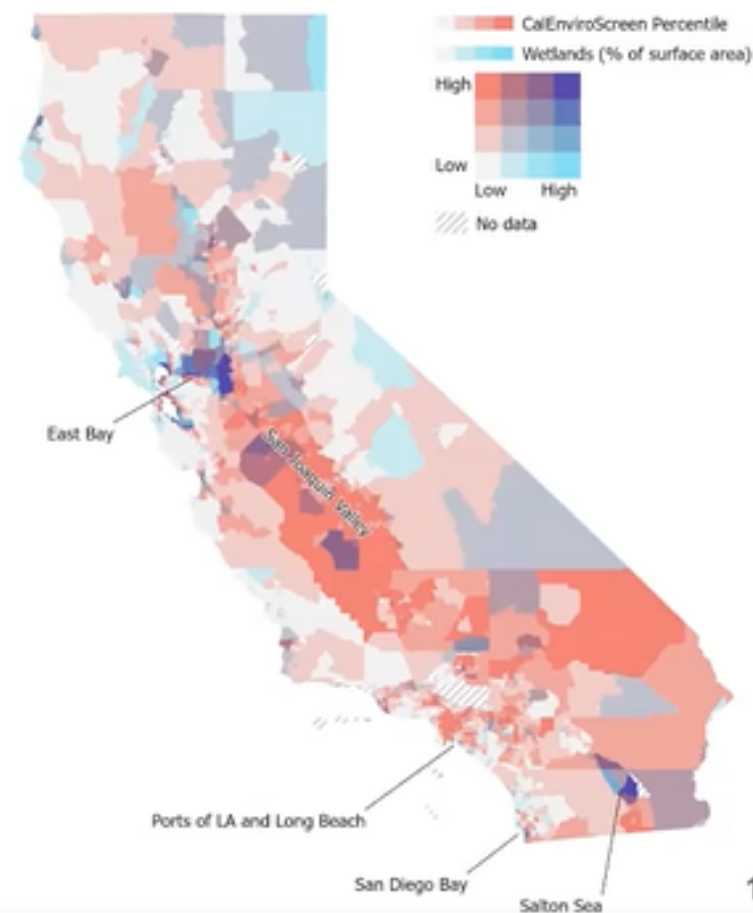 CalEnviroScreen Percentile
Wetlands (% of surface area)
High
Low
Low High
No data
East Bay
San Joaquin Valley
Ports of LA and Long Beach
San Diego Bay
Salton Sea